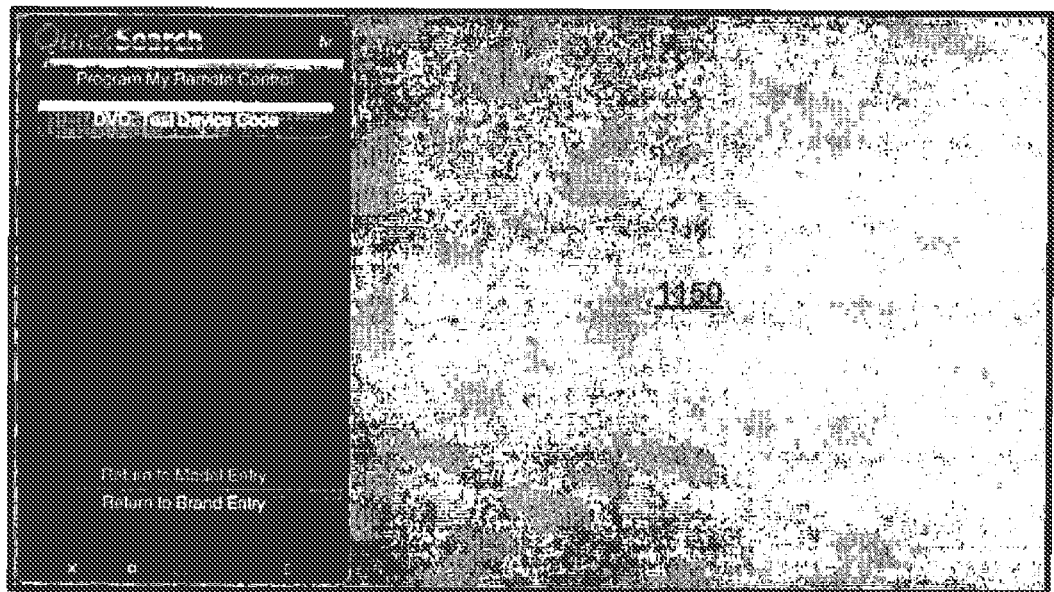 Search
Program My Remote Control
DVD: Test Device Code
1150
Return to Model Entry
Return to Brand Entry